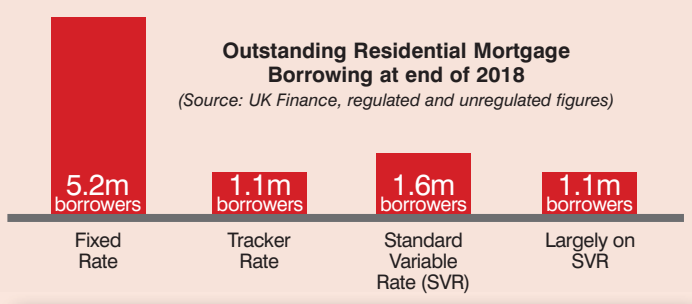 Outstanding Residential Mortgage
Borrowing at end of 2018
(Source: UK Finance, regulated and unregulated figures)
5.2m
borrowers
1.1m
borrowers
1.6m
borrowers
1.1m
borrowers
Fixed
Rate
Tracker
Rate
Standard
Variable
Rate (SVR)
Largely on
SVR